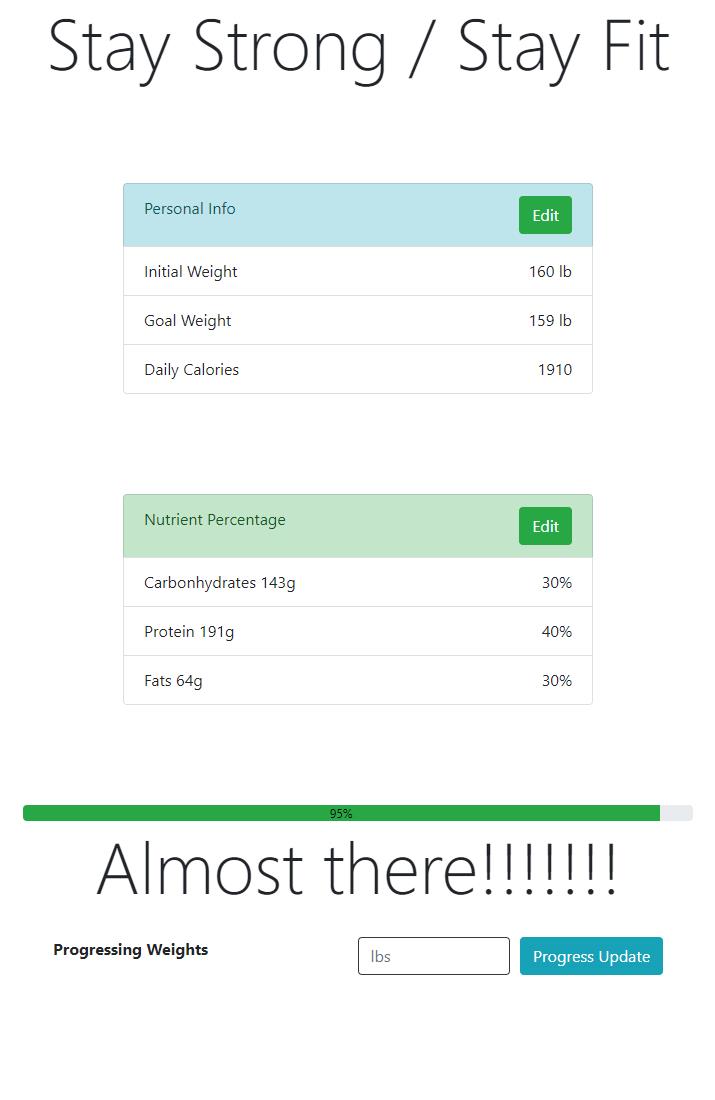 Stay Strong / Stay Fit
Personal Info Edit
Initial Weight 160 lb
Goal Weight 159 lb
Daily Calories 1910
Nutrient Percentage Edit
Carbonhydrates 143g 30%
Protein 191g 40%
Fats 64g 30%
95%
Almost there!!!!!!!
Progressing Weights lbs Progress Update